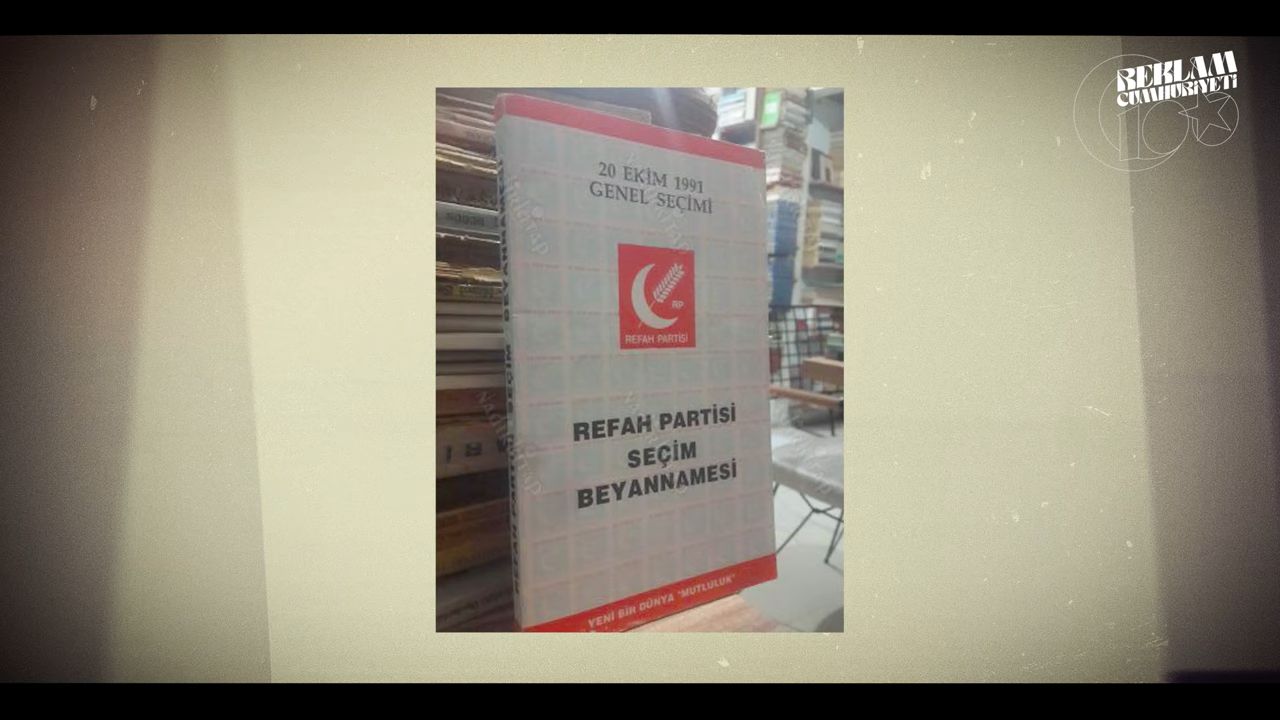 REKLAM
CUMHURİYETİ
20 EKİM 1991
GENEL SEÇİMİ
RP
REFAH PARTİSİ
REFAH PARTİSİ
SEÇİM
BEYANNAMESİ
YENİ BİR DÜNYA "MUTLULUK"